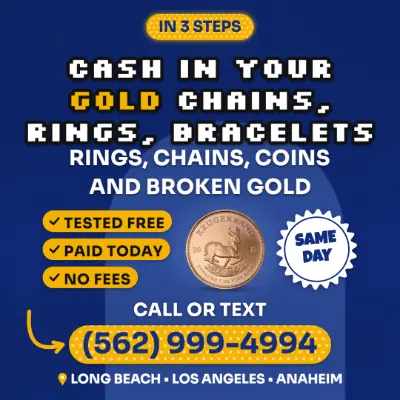 IN 3 STEPS
CASH IN YOUR
GOLD CHAINS,
RINGS, BRACELETS
RINGS, CHAINS, COINS
AND BROKEN GOLD
TESTED FREE
PAID TODAY
NO FEES
KRUGERRAND
SAME
DAY
CALL OR TEXT
(562) 999-4994
LONG BEACH • LOS ANGELES • ANAHEIM